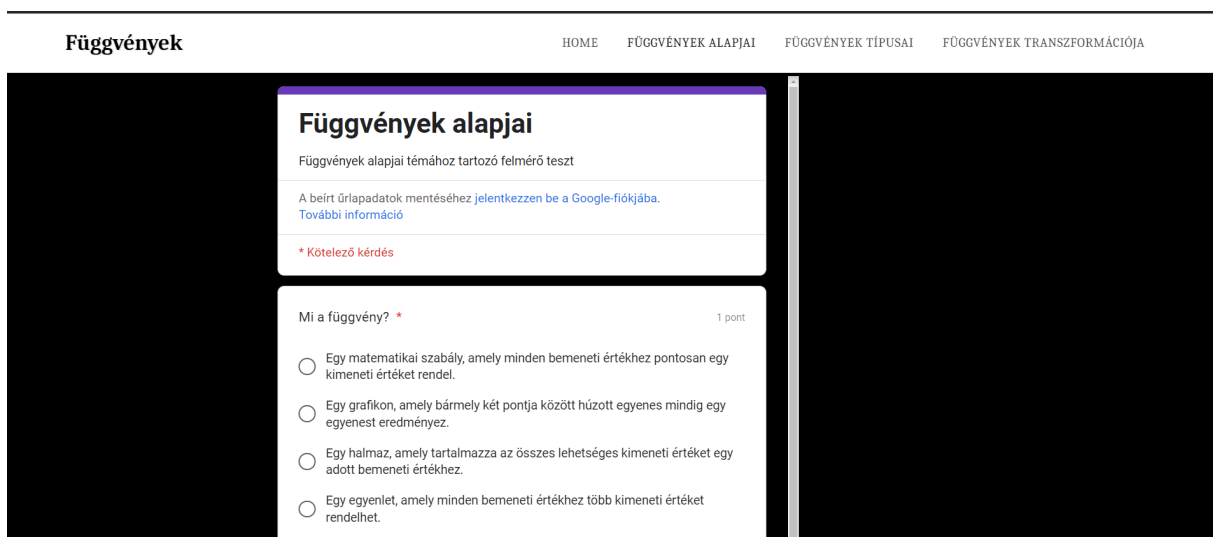 Függvények
HOME
FÜGGVÉNYEK ALAPJAI
FÜGGVÉNYEK TÍPUSAI
FÜGGVÉNYEK TRANSZFORMÁCIÓJA
Függvények alapjai
Függvények alapjai témához tartozó felmérő teszt
A beírt űrlapadatok mentéséhez jelentkezzen be a Google-fiókjába.
További információ
* Kötelező kérdés
Mi a függvény? *
1 pont
Egy matematikai szabály, amely minden bemeneti értékhez pontosan egy
kimeneti értéket rendel.
Egy grafikon, amely bármely két pontja között húzott egyenes mindig egy
egyenest eredményez.
Egy halmaz, amely tartalmazza az összes lehetséges kimeneti értéket egy
adott bemeneti értékhez.
Egy egyenlet, amely minden bemeneti értékhez több kimeneti értéket
rendelhet.